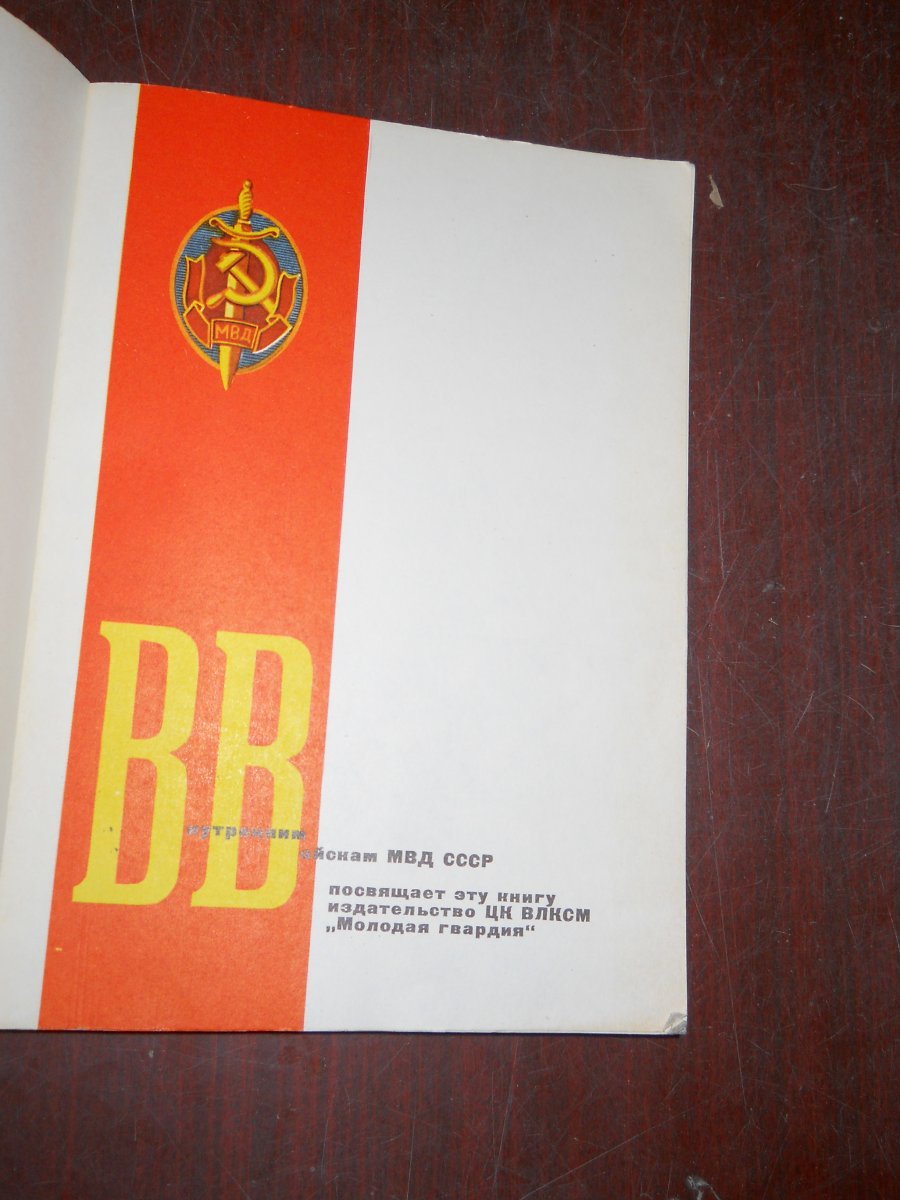 МВД
ВВ
нутренним
ойскам МВД СССР
посвящает эту книгу
издательство ЦК ВЛКСМ
„Молодая гвардия“